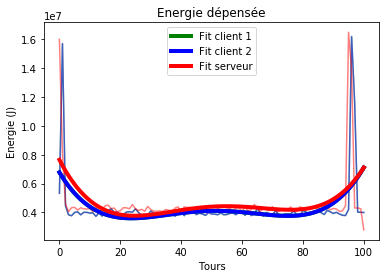 Energie dépensée
1e7
Fit client 1
Fit client 2
Fit serveur
Energie (J)
1.6
1.4
1.2
1.0
0.8
0.6
0.4
0
20
40
60
80
100
Tours